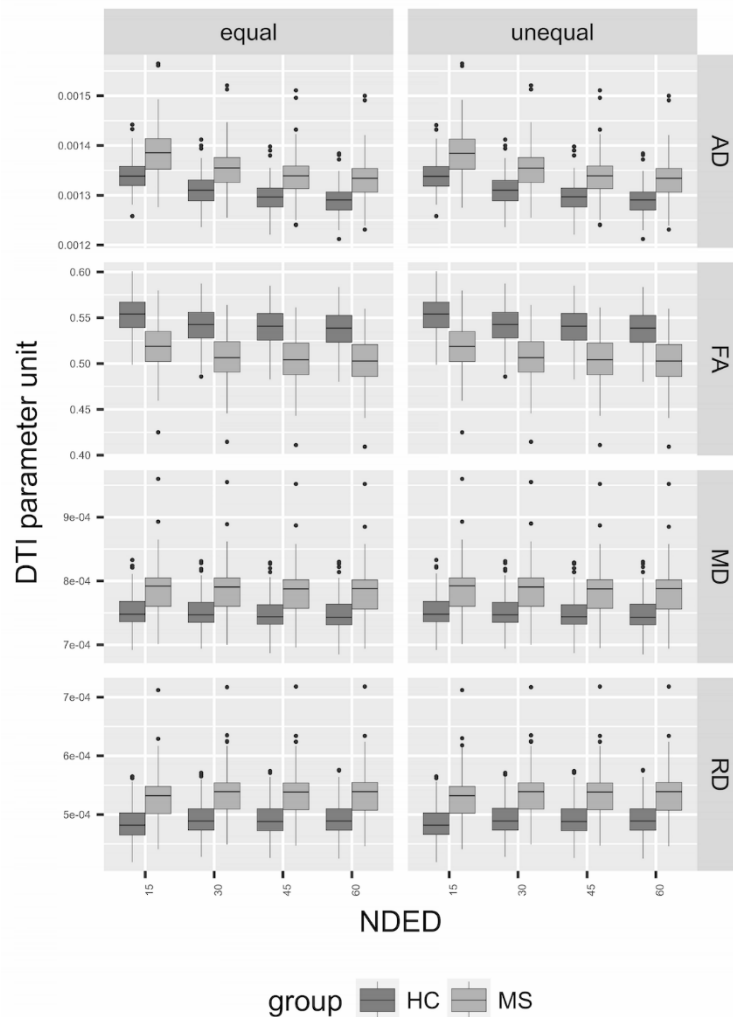 equal unequal
AD
0.0015
0.0014
0.0013
0.0012
FA
0.60
0.55
0.50
0.45
0.40
DTI parameter unit
MD
9e-04
8e-04
7e-04
RD
7e-04
6e-04
5e-04
15 30 45 60 15 30 45 60
NDED
group HC MS